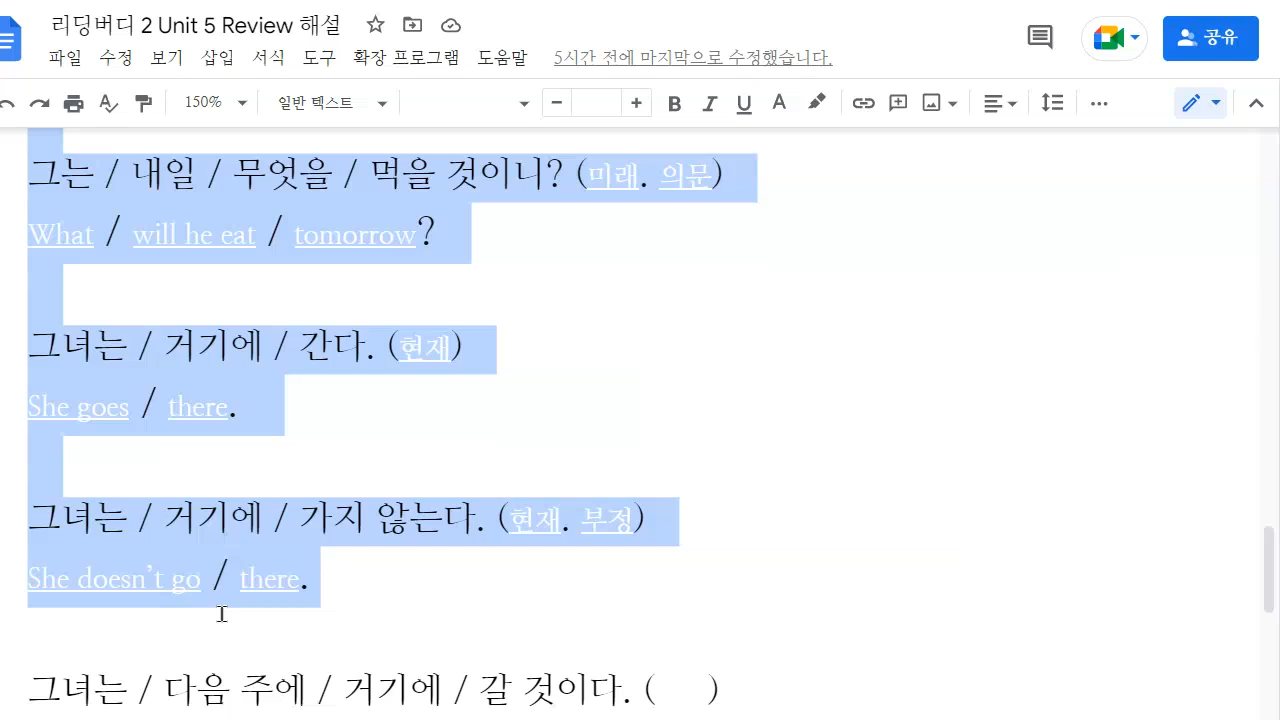 리딩버디 2 Unit 5 Review 해설
파일 수정 보기 삽입 서식 도구 확장 프로그램 도움말 5시간 전에 마지막으로 수정했습니다.
공유
150% 일반 텍스트 − + B I U A ...
그는 / 내일 / 무엇을 / 먹을 것이니? (미래. 의문)
What / will he eat / tomorrow?
그녀는 / 거기에 / 간다. (현재)
She goes / there.
그녀는 / 거기에 / 가지 않는다. (현재. 부정)
She doesn't go / there.
그녀는 / 다음 주에 / 거기에 / 갈 것이다. ( )